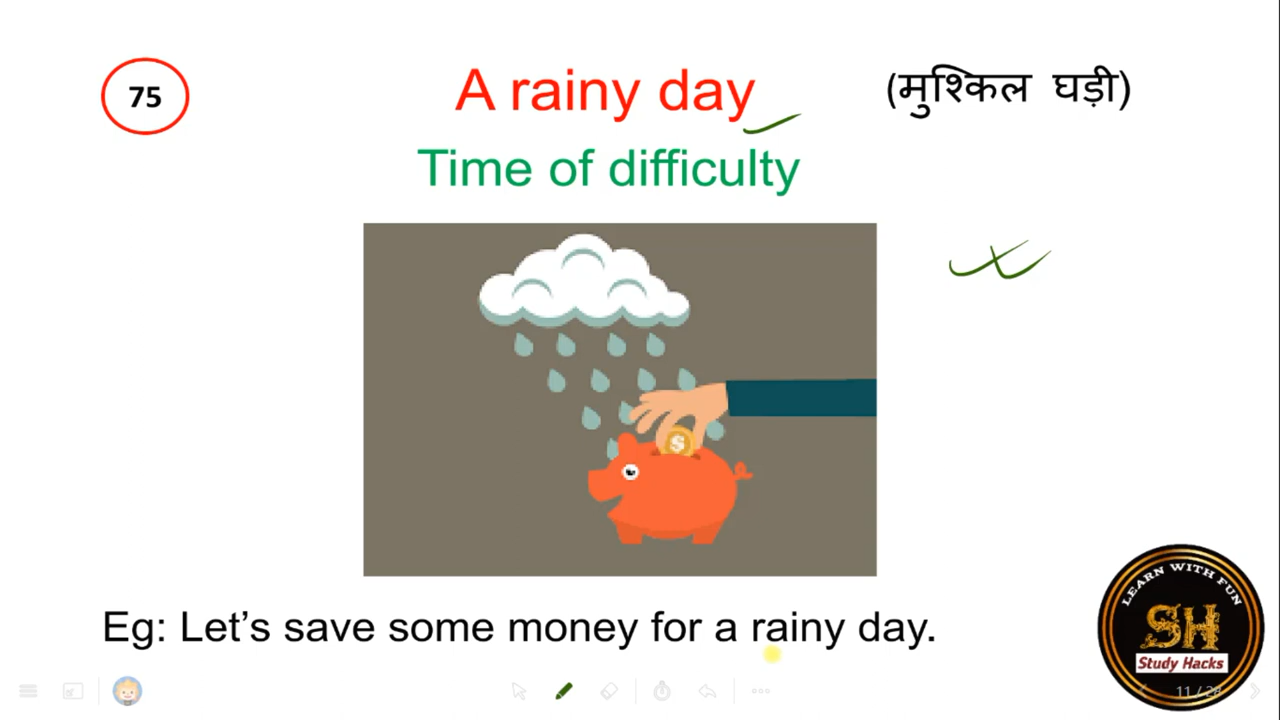 75
A rainy day
(मुश्किल घड़ी)
Time of difficulty
$
Eg: Let’s save some money for a rainy day.
LEARN WITH FUN
SH
Study Hacks